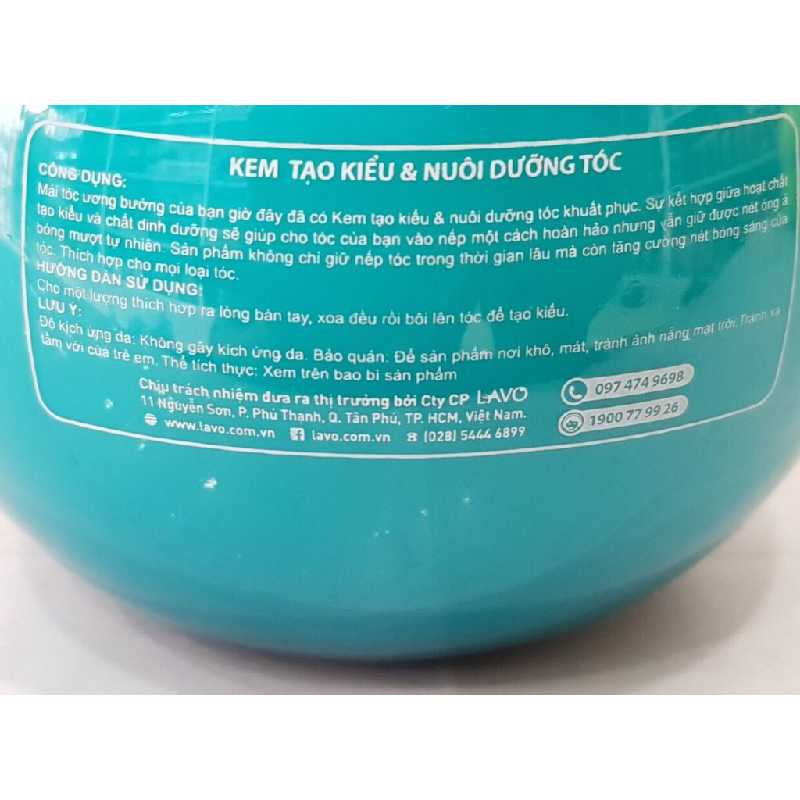 KEM TẠO KIỂU & NUÔI DƯỠNG TÓC
CÔNG DỤNG:
Mái tóc ương bướng của bạn giờ đây đã có Kem tạo kiểu & nuôi dưỡng tóc khuất phục. Sự kết hợp giữa hoạt chất
tạo kiểu và chất dinh dưỡng sẽ giúp cho tóc của bạn vào nếp một cách hoàn hảo nhưng vẫn giữ được nét óng ả
bóng mượt tự nhiên. Sản phẩm không chỉ giữ nếp tóc trong thời gian lâu mà còn tăng cường nét bóng sáng của
tóc. Thích hợp cho mọi loại tóc.
HƯỚNG DẪN SỬ DỤNG:
Cho một lượng thích hợp ra lòng bàn tay, xoa đều rồi bôi lên tóc để tạo kiểu.
LƯU Ý:
Độ kích ứng da: Không gây kích ứng da. Bảo quản: Để sản phẩm nơi khô, mát, tránh ánh nắng mặt trời. Tránh xa
tầm với của trẻ em. Thể tích thực: Xem trên bao bì sản phẩm
Chịu trách nhiệm đưa ra thị trường bởi Cty CP LAVO
11 Nguyễn Sơn, P. Phú Thạnh, Q. Tân Phú, TP. HCM, Việt Nam.
www.lavo.com.vn lavo.com.vn (028) 5444 6899
097 474 9698
1900 77 99 26